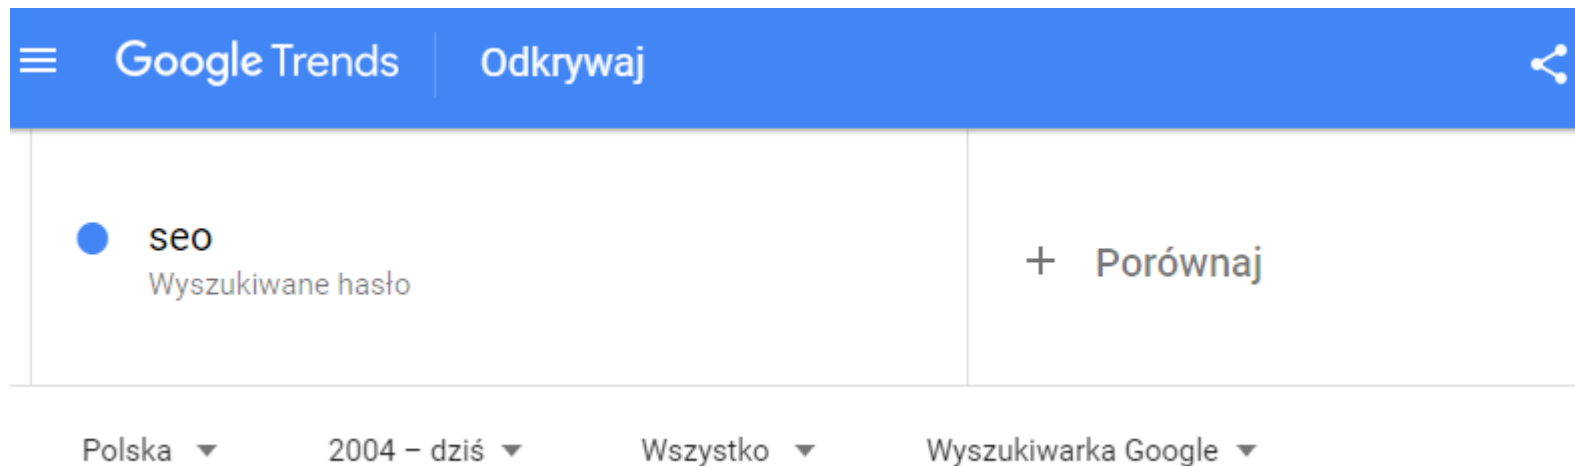 Google Trends Odkrywaj
seo
Wyszukiwane hasło
+ Porównaj
Polska 2004 – dziś Wszystko Wyszukiwarka Google